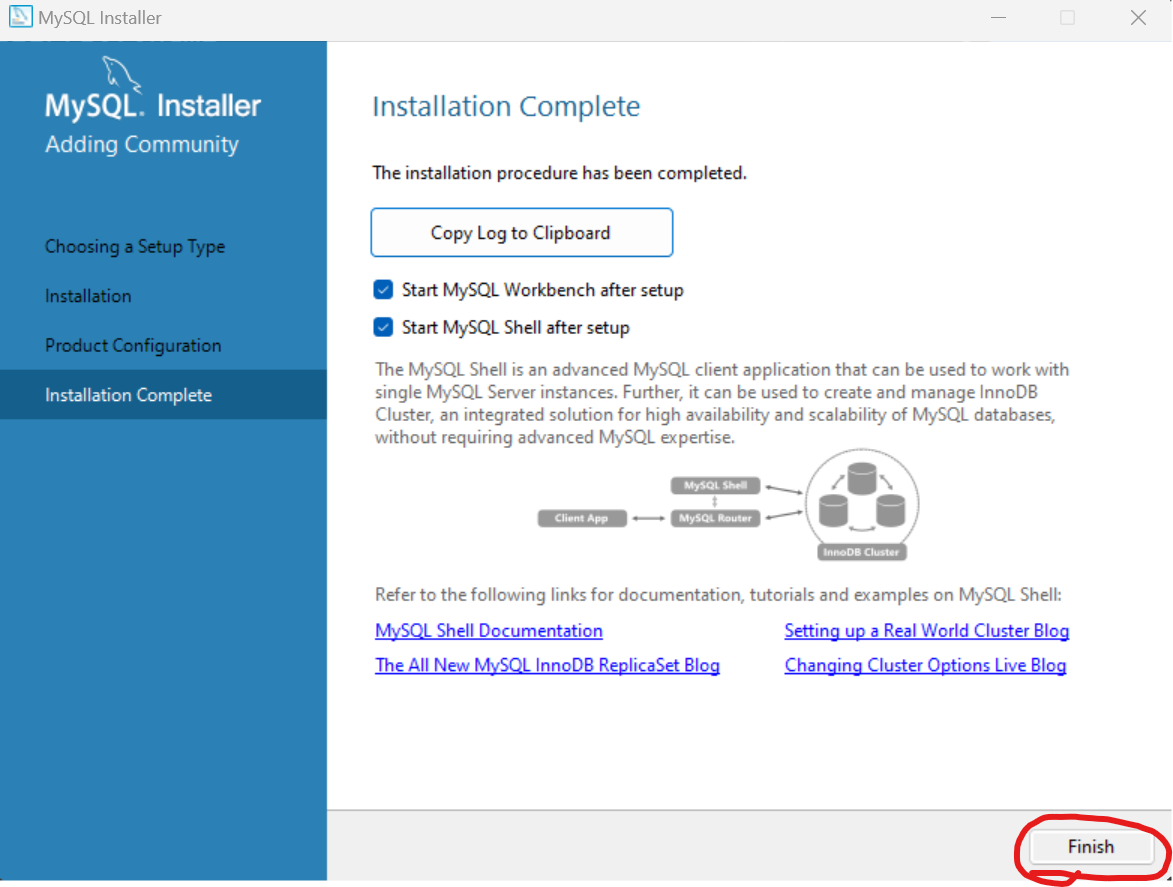 MySQL Installer
MySQL. Installer
Adding Community
Choosing a Setup Type
Installation
Product Configuration
Installation Complete
Installation Complete
The installation procedure has been completed.
Copy Log to Clipboard
Start MySQL Workbench after setup
Start MySQL Shell after setup
The MySQL Shell is an advanced MySQL client application that can be used to work with
single MySQL Server instances. Further, it can be used to create and manage InnoDB
Cluster, an integrated solution for high availability and scalability of MySQL databases,
without requiring advanced MySQL expertise.
MySQL Shell
Client App
MySQL Router
InnoDB Cluster
Refer to the following links for documentation, tutorials and examples on MySQL Shell:
MySQL Shell Documentation
Setting up a Real World Cluster Blog
The All New MySQL InnoDB ReplicaSet Blog
Changing Cluster Options Live Blog
Finish